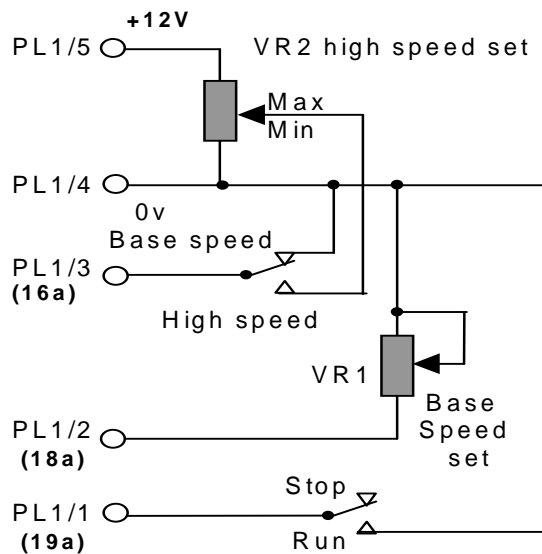 +12V
PL1/5 VR2 high speed set
Max
Min
PL1/4
0v
Base speed
PL1/3
(16a)
High speed
VR1
Base
Speed
set
PL1/2
(18a)
Stop
PL1/1
(19a)
Run